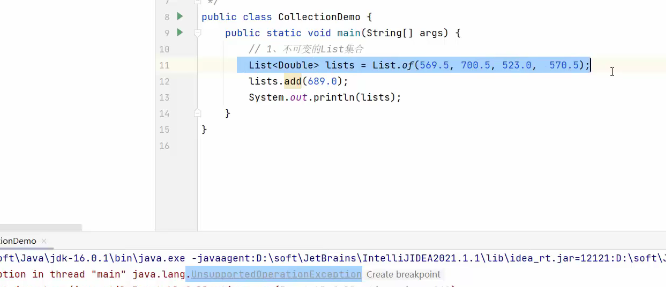 */
8 public class CollectionDemo {
9 public static void main(String[] args) {
10 // 1、不可变的List集合
11 List<Double> lists = List.of(569.5, 700.5, 523.0, 570.5);
12 lists.add(689.0);
13 System.out.println(lists);
14 }
15 }
16
ionDemo ×
oft\Java\jdk-16.0.1\bin\java.exe -javaagent:D:\soft\JetBrains\IntelliJIDEA2021.1.1\lib\idea_rt.jar=12121:D:\soft\J
ption in thread "main" java.lang.UnsupportedOperationException Create breakpoint